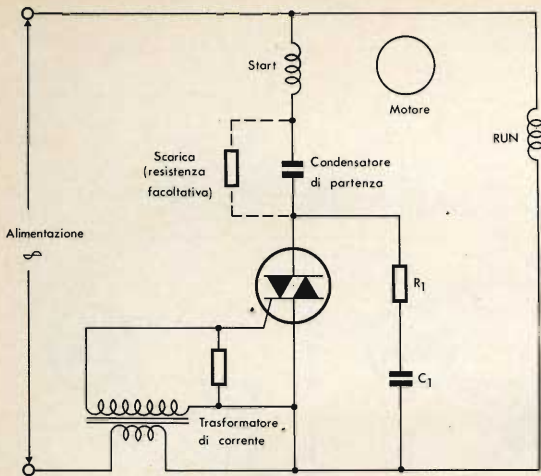 Start
Motore
RUN
Scarica
(resistenza
facoltativa)
Condensatore
di partenza
Alimentazione
R1
C1
Trasformatore
di corrente